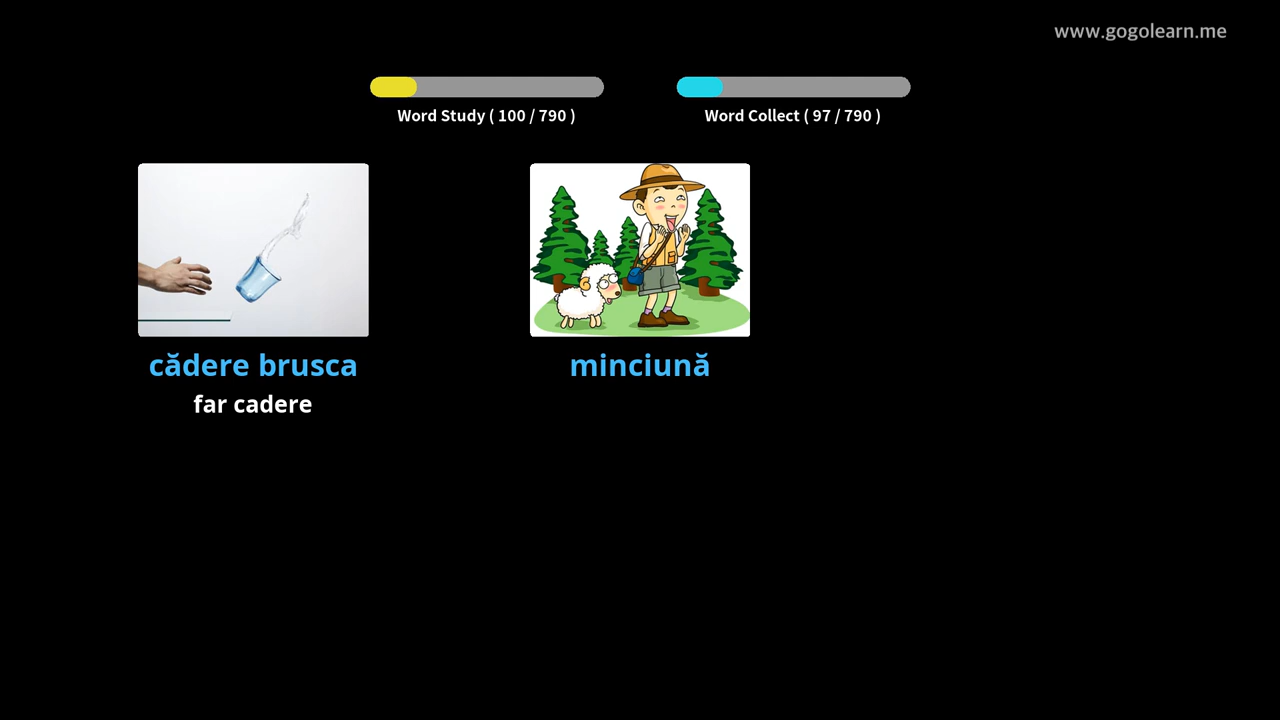 www.gogolearn.me
Word Study ( 100 / 790 )
Word Collect ( 97 / 790 )
cădere brusca
minciună
far cadere